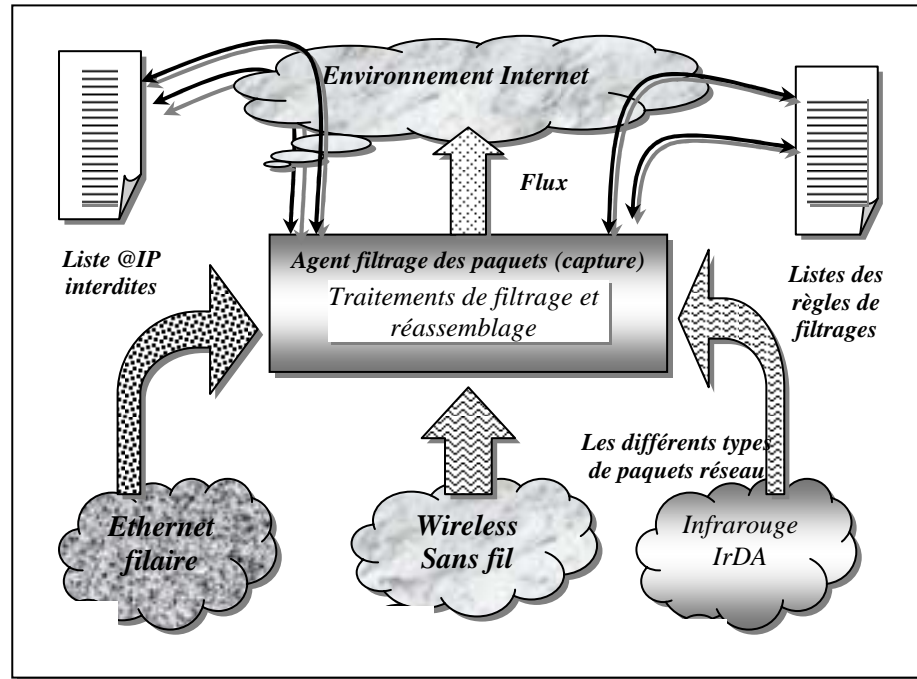 Environnement Internet
Flux
Liste @IP
interdites
Agent filtrage des paquets (capture)
Traitements de filtrage et
réassemblage
Listes des
règles de
filtrages
Les différents types
de paquets réseau
Ethernet
filaire
Wireless
Sans fil
Infrarouge
IrDA